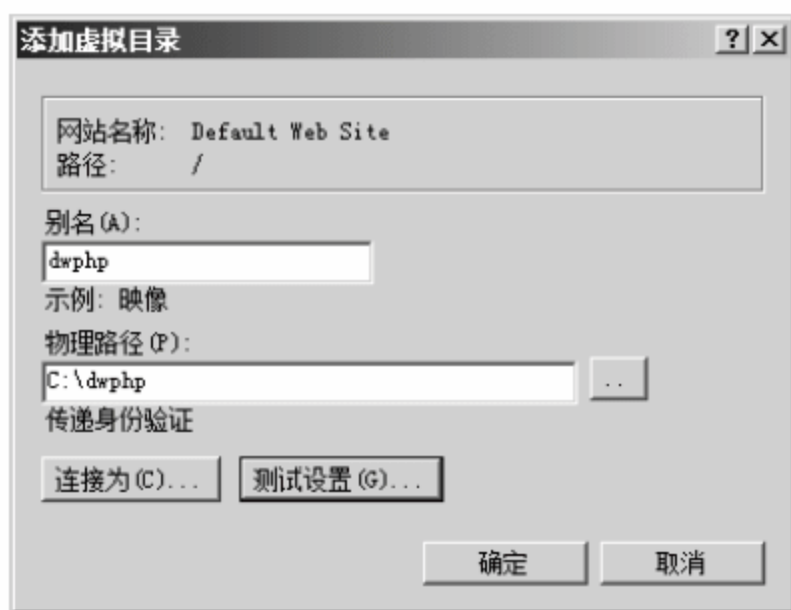 添加虚拟目录
网站名称: Default Web Site
路径: /
别名(A):
dwphp
示例: 映像
物理路径(P):
C:\dwphp
..
传递身份验证
连接为(C)... 测试设置(G)...
确定 取消